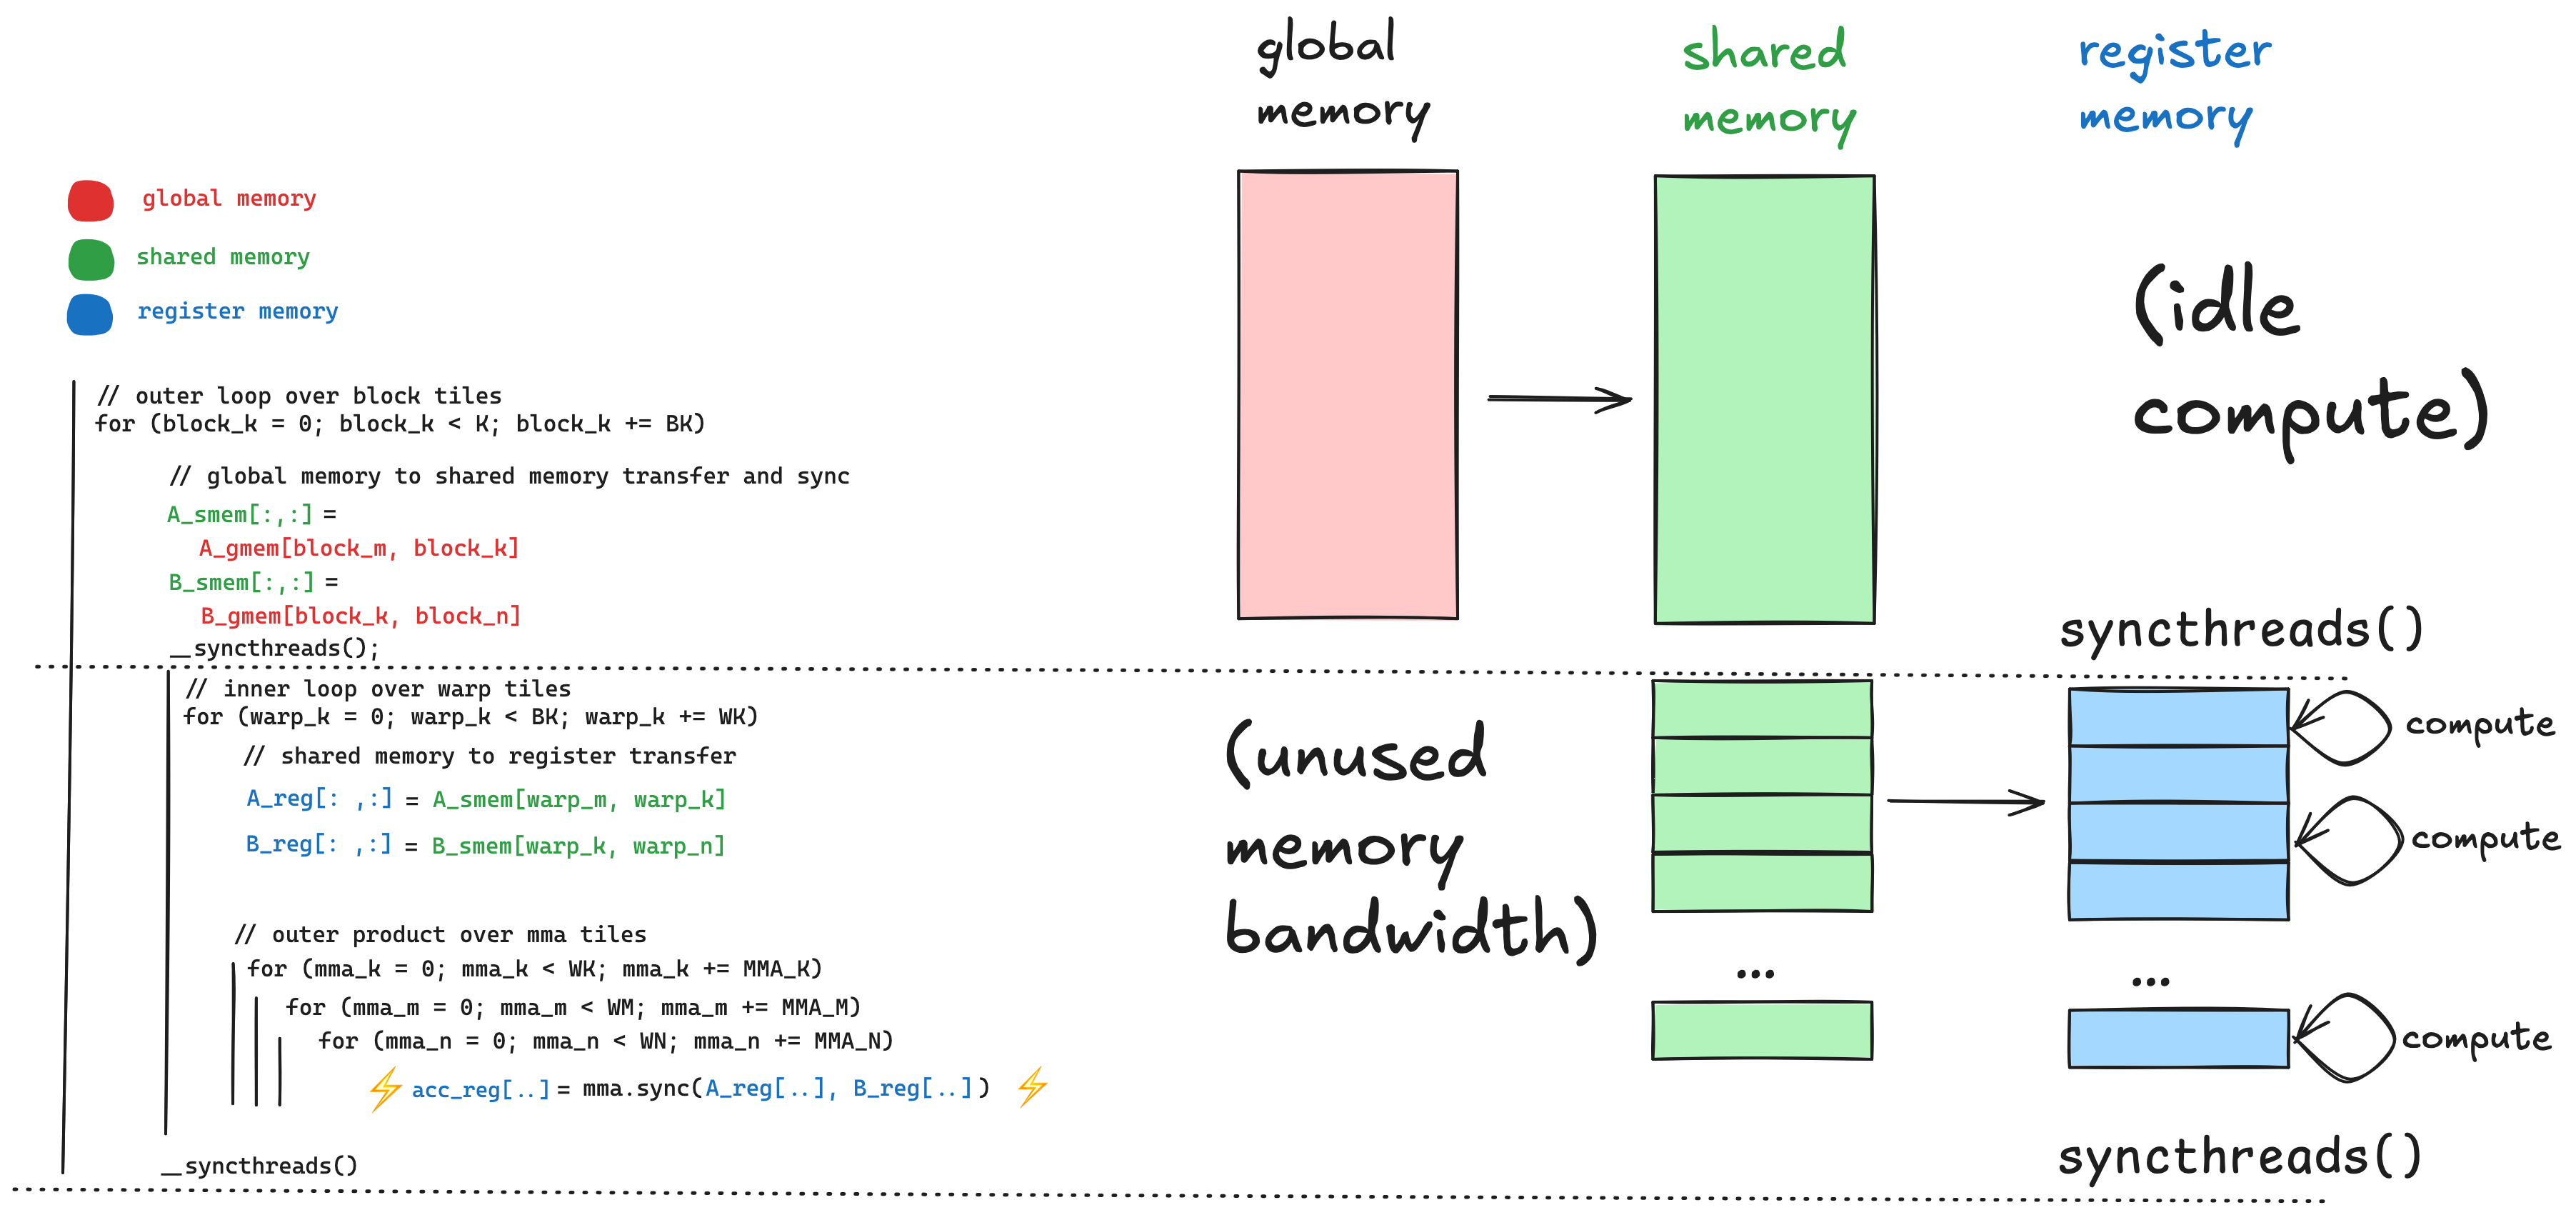 global
memory
shared
memory
register
memory
global memory
shared memory
register memory
(idle
compute)
// outer loop over block tiles
for (block_k = 0; block_k < K; block_k += BK)
// global memory to shared memory transfer and sync
A_smem[:,:] =
A_gmem[block_m, block_k]
B_smem[:,:] =
B_gmem[block_k, block_n]
__syncthreads();
syncthreads()
// inner loop over warp tiles
for (warp_k = 0; warp_k < BK; warp_k += WK)
// shared memory to register transfer
A_reg[: ,:] = A_smem[warp_m, warp_k]
B_reg[: ,:] = B_smem[warp_k, warp_n]
// outer product over mma tiles
for (mma_k = 0; mma_k < WK; mma_k += MMA_K)
for (mma_m = 0; mma_m < WM; mma_m += MMA_M)
for (mma_n = 0; mma_n < WN; mma_n += MMA_N)
⚡ acc_reg[..] = mma.sync(A_reg[..], B_reg[..]) ⚡
__syncthreads()
(unused
memory
bandwidth)
...
...
compute
compute
compute
syncthreads()